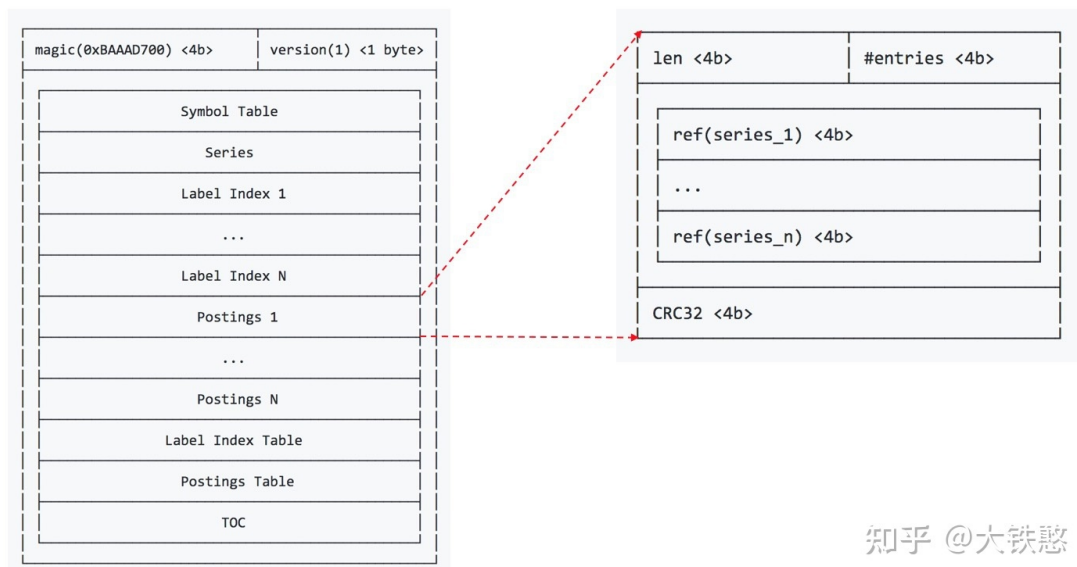 magic(0xBAAAD700) <4b>
version(1) <1 byte>
Symbol Table
Series
Label Index 1
...
Label Index N
Postings 1
...
Postings N
Label Index Table
Postings Table
TOC
len <4b>
#entries <4b>
ref(series_1) <4b>
...
ref(series_n) <4b>
CRC32 <4b>
知乎 @大铁憨